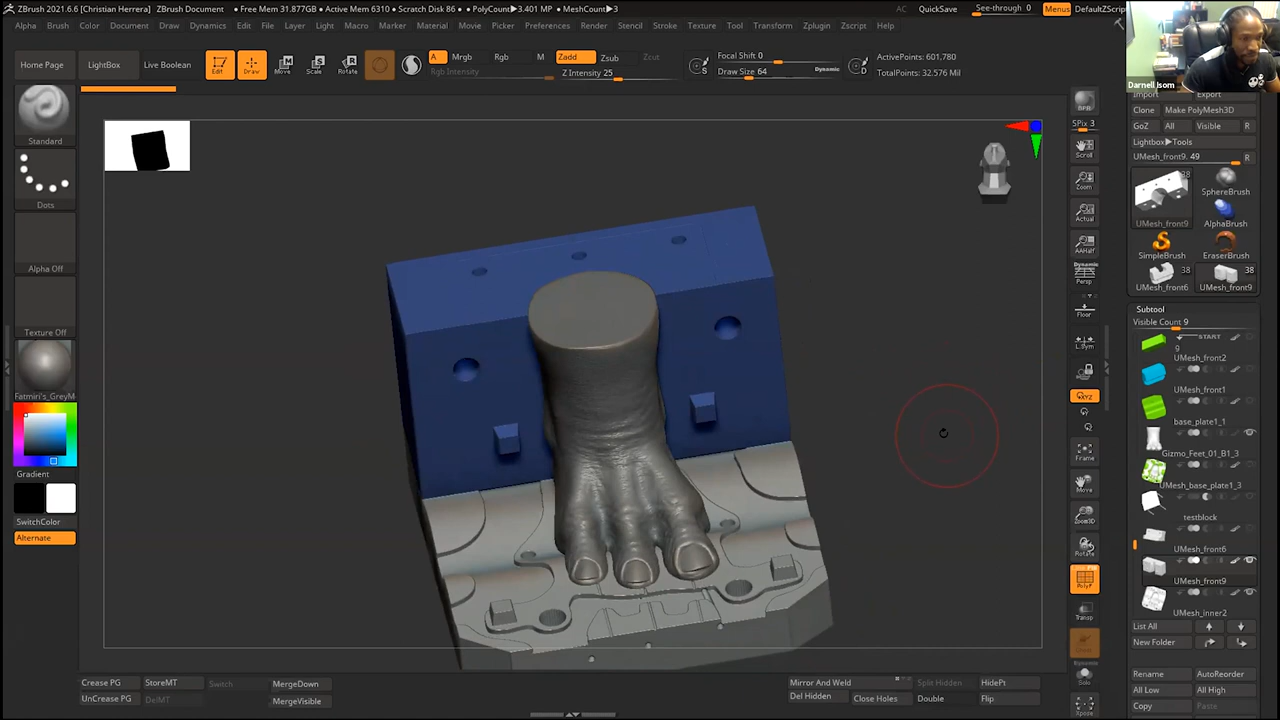 ZBrush 2021.6.6 [Christian Herrera] ZBrush Document • Free Mem 31.877GB • Active Mem 6310 • Scratch Disk 86 • PolyCount▶3.401 MP • MeshCount▶3 AC QuickSave See-through 0 Menus DefaultZScri
Alpha Brush Color Document Draw Dynamics Edit File Layer Light Macro Marker Material Movie Picker Preferences Render Stencil Stroke Texture Tool Transform Zplugin Zscript Help
Home Page LightBox Live Boolean Edit Draw Move Scale Rotate A Mrgb Rgb M Zadd Zsub Zcut
Rgb Intensity Z Intensity 25
Focal Shift 0
Draw Size 64 Dynamic
ActivePoints: 601,780
TotalPoints: 32.576 Mil
Darnell Isom
Standard
Dots
Alpha Off
Texture Off
Fatmiri's_GreyM
Gradient
SwitchColor
Alternate
BPR
SPix 3
Scroll
Zoom
Actual
AAHalf
Dynamic
Persp
Floor
L.Sym
Frame
Move
Zoom3D
Rotate
PolyF
Transp
Dynamic
Solo
Xpose
Import Export
Clone Make PolyMesh3D
GoZ All Visible R
Lightbox▶Tools
UMesh_front9. 49 R
38
UMesh_front9
SphereBrush
AlphaBrush
SimpleBrush
EraserBrush
38
UMesh_front6
38
UMesh_front9
Subtool
Visible Count 9
START
9
UMesh_front2
UMesh_front1
base_plate1_1
Gizmo_Feet_01_B1_3
UMesh_base_plate1_3
testblock
UMesh_front6
UMesh_front9
UMesh_inner2
List All
New Folder
Rename AutoReorder
All Low All High
Copy Paste
Crease PG StoreMT Switch MergeDown
UnCrease PG DelMT MergeVisible
Mirror And Weld Split Hidden HidePt
Del Hidden Close Holes Double Flip